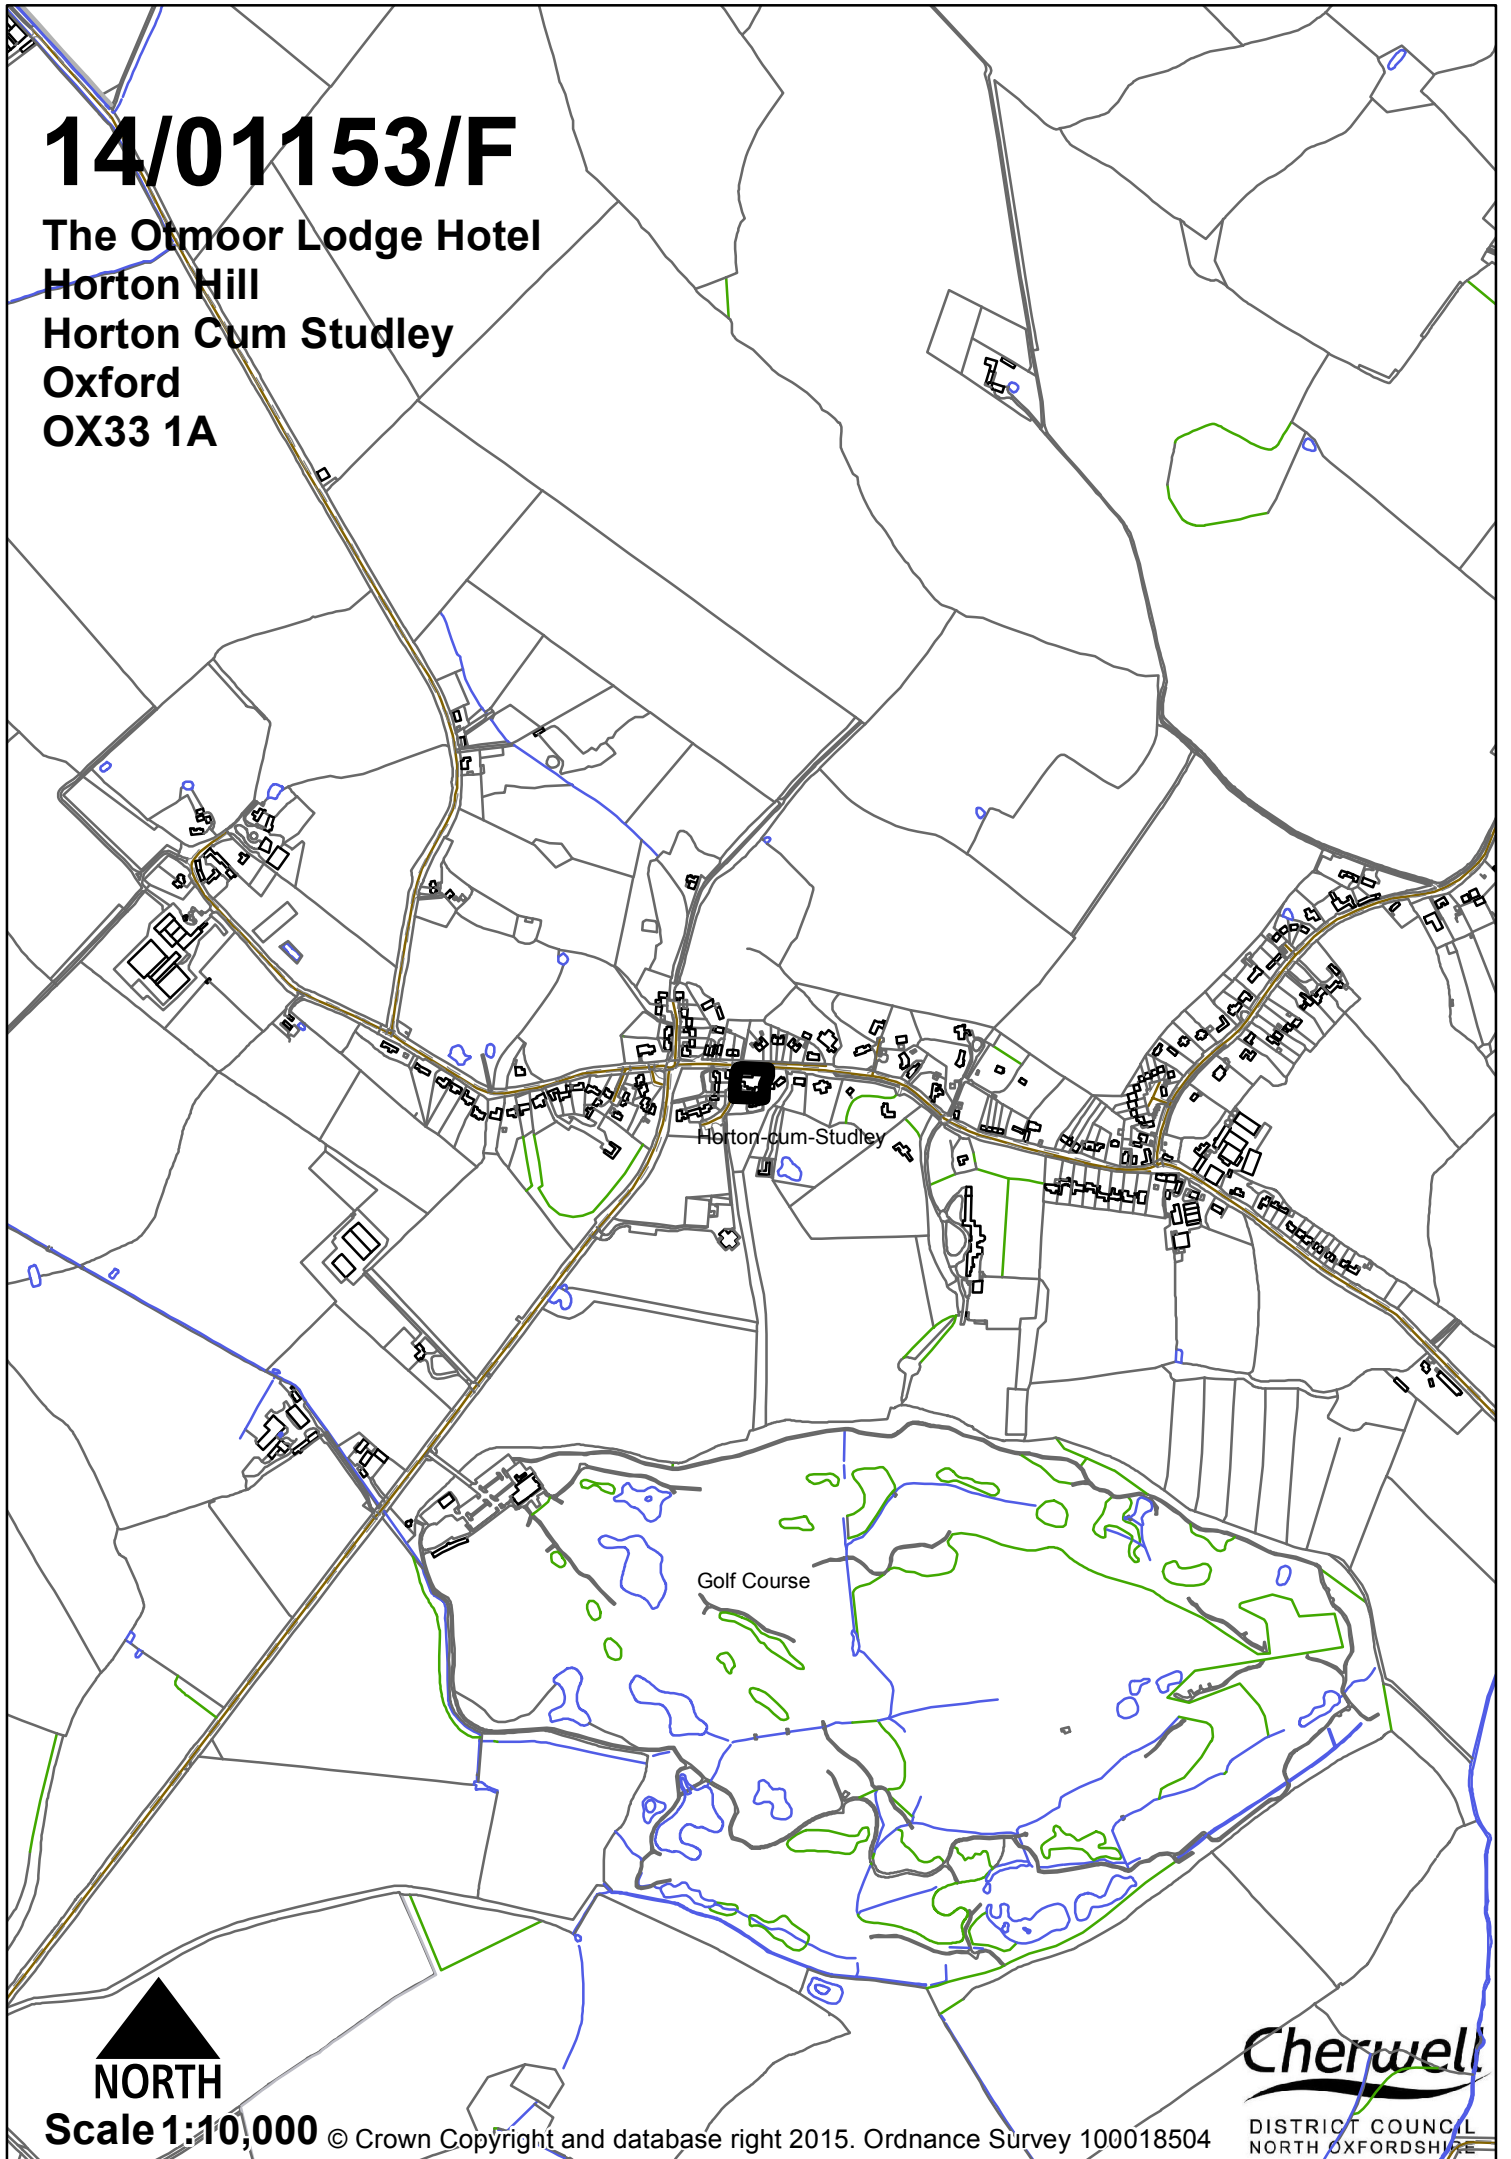 14/01153/F
The Otmoor Lodge Hotel
Horton Hill
Horton Cum Studley
Oxford
OX33 1A
Horton-cum-Studley
Golf Course
NORTH
Scale 1:10,000 © Crown Copyright and database right 2015. Ordnance Survey 100018504
Cherwell
DISTRICT COUNCIL
NORTH OXFORDSHIRE